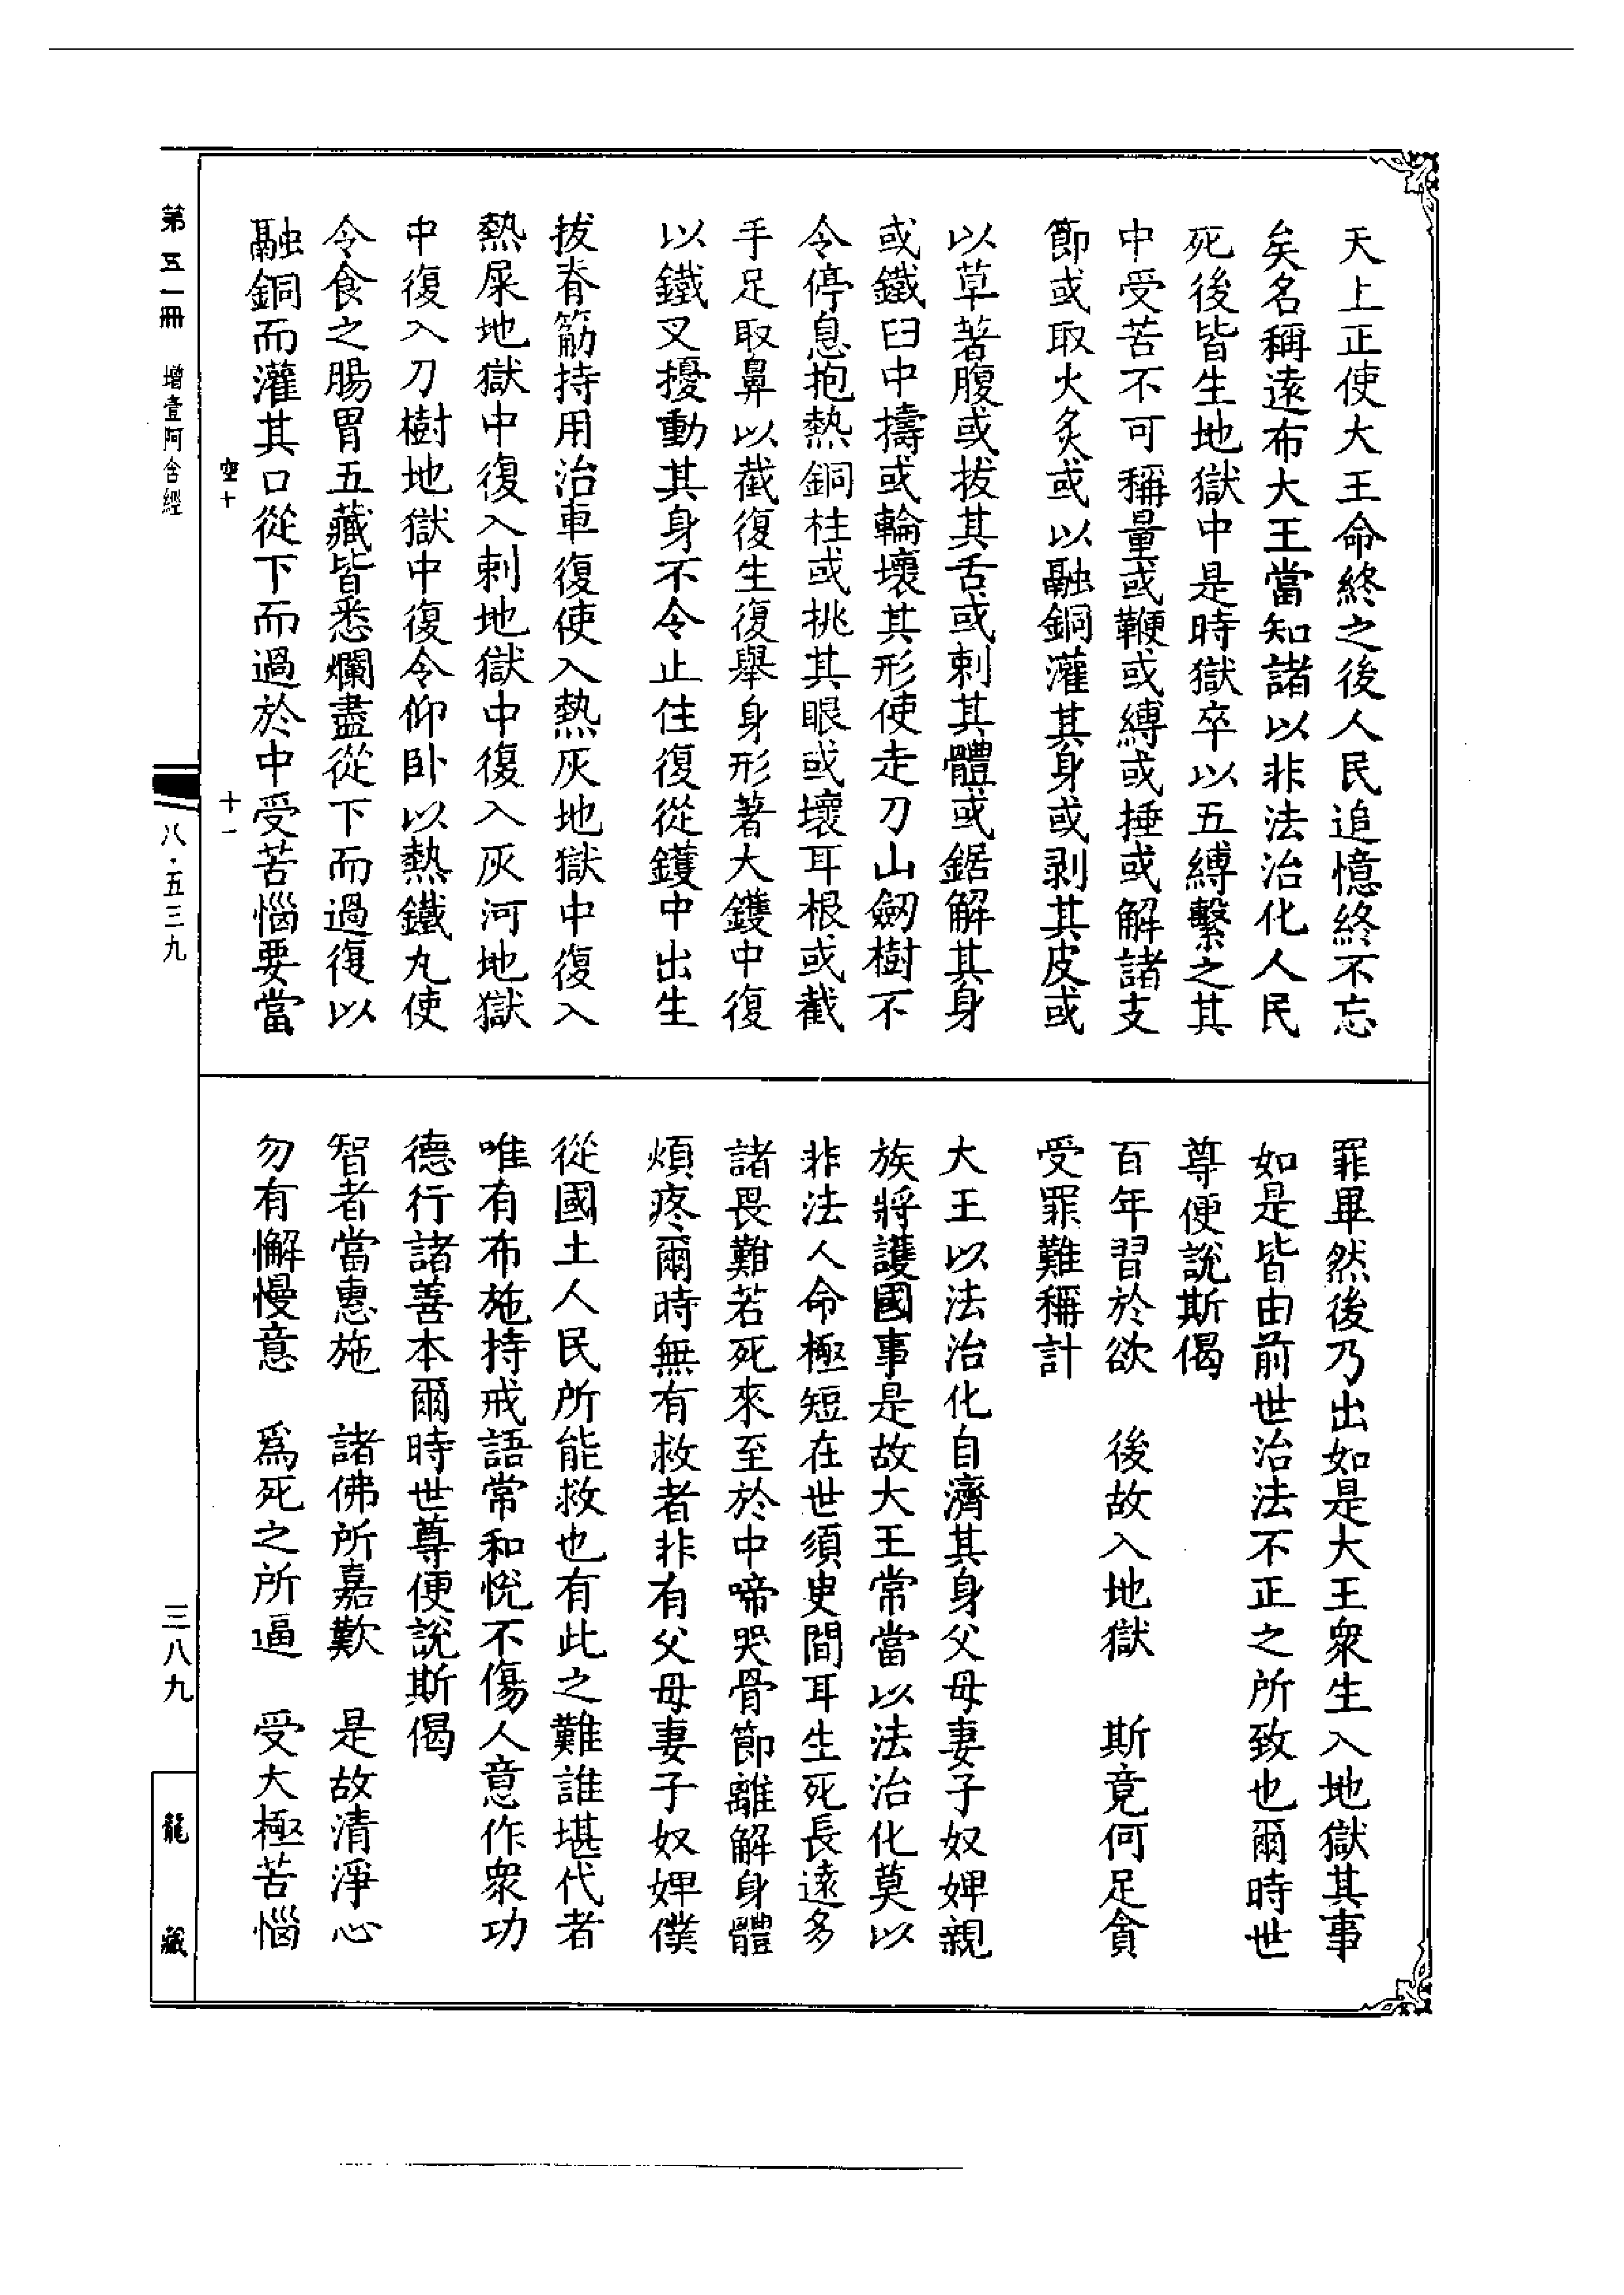 天上正使大王命終之後人民追憶終不忘
矣名稱遠布大王當知諸以非法治化人民
死後皆生地獄中是時獄卒以五縛繫之其
中受苦不可稱量或鞭或縛或捶或解諸支
節或取火炙或以融銅灌其身或剥其皮或
以草著腹或拔其舌或刺其體或鋸解其身
或鐵臼中擣或輪壞其形使走刀山劒樹不
令停息抱熱銅柱或挑其眼或壞耳根或截
手足取鼻以截復生復舉身形著大鑊中復
以鐵叉擾動其身不令止住復從鑊中出生
拔脊筋持用治車復使入熱灰地獄中復入
熱屎地獄中復入刺地獄中復入灰河地獄
中復入刀樹地獄中復令仰卧以熱鐵丸使
令食之腸胃五藏皆悉爛盡從下而過復以
融銅而灌其口從下而過於中受苦惱要當
空十
十一
罪畢然後乃出如是大王衆生入地獄其事
如是皆由前世治法不正之所致也爾時世
尊便説斯偈
百年習於欲　後故入地獄　斯竟何足貪
受罪難稱計
大王以法治化自濟其身父母妻子奴婢親
族將護國事是故大王常當以法治化莫以
非法人命極短在世須臾間耳生死長遠多
諸畏難若死來至於中啼哭骨節離解身體
煩疼爾時無有救者非有父母妻子奴婢僕
從國土人民所能救也有此之難誰堪代者
唯有布施持戒語常和悅不傷人意作衆功
德行諸善本爾時世尊便説斯偈
智者當惠施　諸佛所嘉歎　是故清淨心
勿有懈慢意　爲死之所逼　受大極苦惱
第五一冊　增壹阿含經
八·五三九
三八九
龍藏